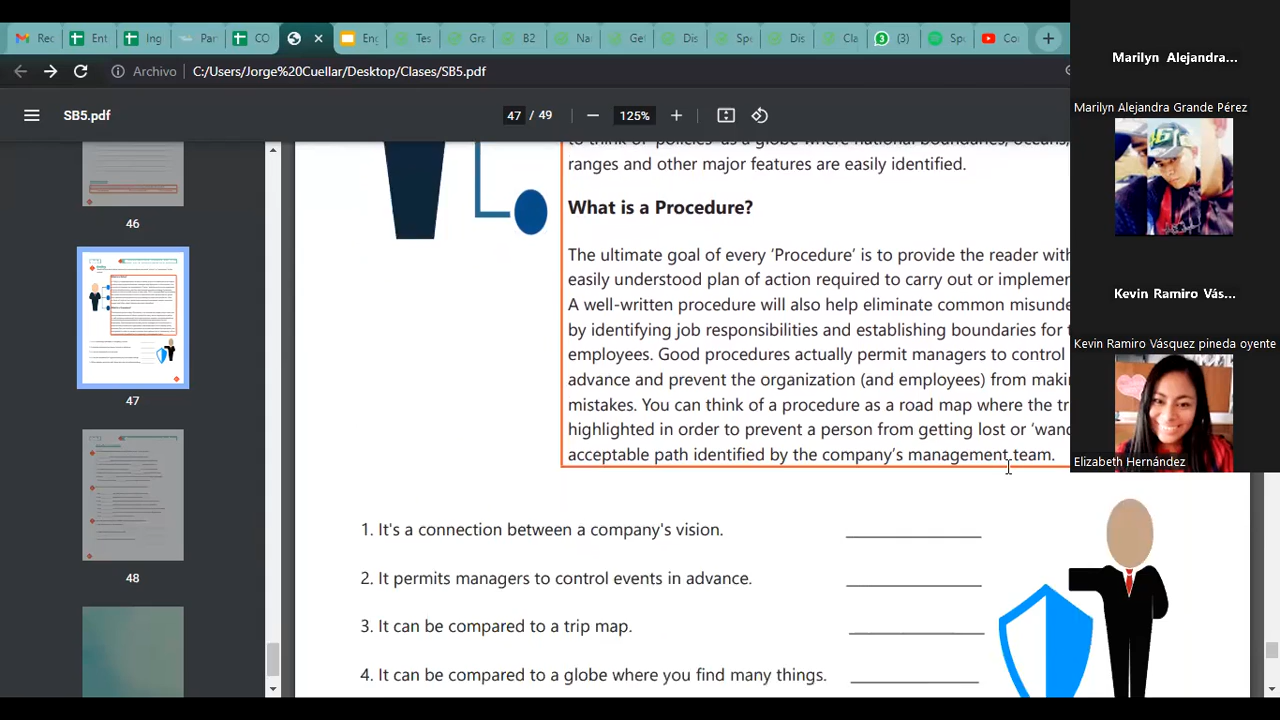 Rec
Ent
Ing
Par
CO
Eng
Tes
Gra
B2
Nar
Get
Dis
Spe
Dis
Cla
3 (3)
Spo
Co
Archivo C:/Users/Jorge%20Cuellar/Desktop/Clases/SB5.pdf
SB5.pdf
47 / 49
125%
46
47
48
ranges and other major features are easily identified.
What is a Procedure?
The ultimate goal of every ‘Procedure’ is to provide the reader with
easily understood plan of action required to carry out or implemen
A well-written procedure will also help eliminate common misunde
by identifying job responsibilities and establishing boundaries for t
employees. Good procedures actually permit managers to control
advance and prevent the organization (and employees) from makin
mistakes. You can think of a procedure as a road map where the tr
highlighted in order to prevent a person from getting lost or ‘wand
acceptable path identified by the company’s management team.
1. It's a connection between a company's vision.
2. It permits managers to control events in advance.
3. It can be compared to a trip map.
4. It can be compared to a globe where you find many things.
Marilyn Alejandra...
Marilyn Alejandra Grande Pérez
Kevin Ramiro Vás...
Kevin Ramiro Vásquez pineda oyente
Elizabeth Hernández